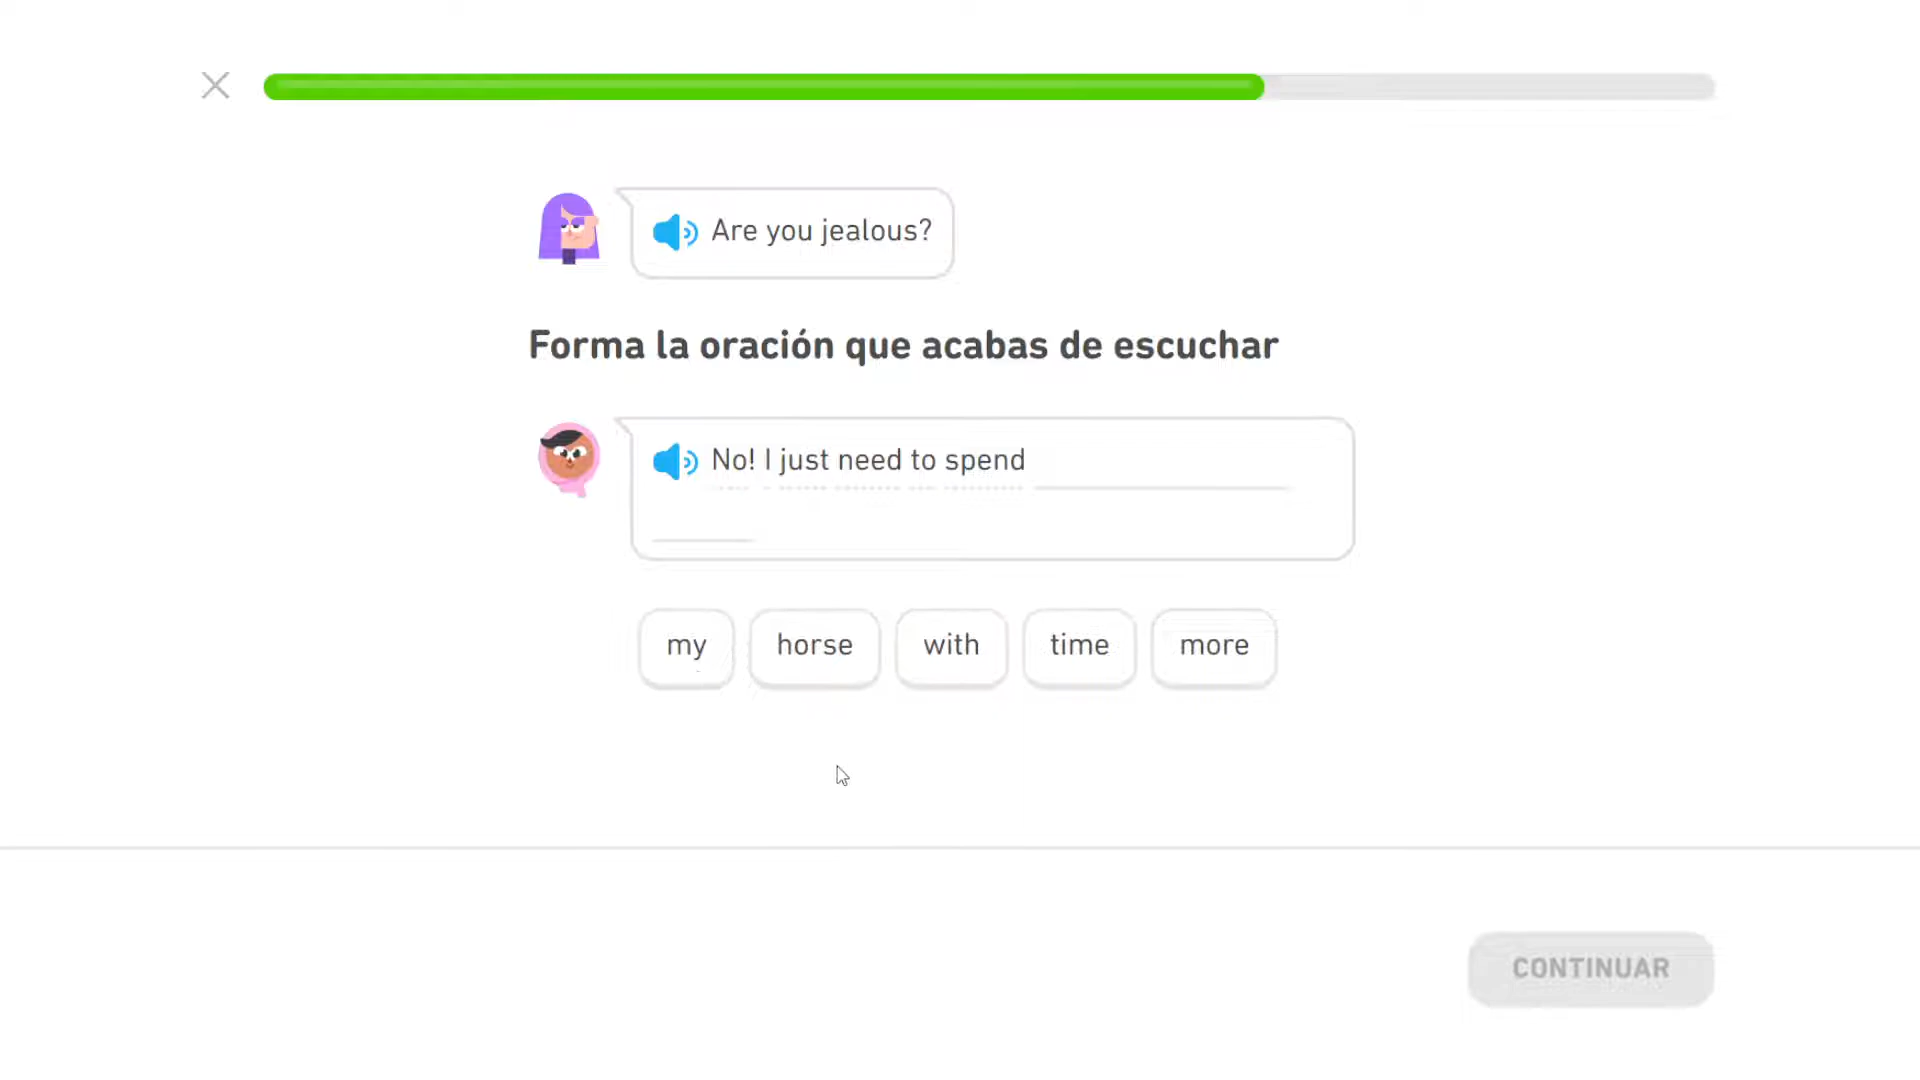 Are you jealous?
Forma la oración que acabas de escuchar
No! I just need to spend
my horse with time more
CONTINUAR